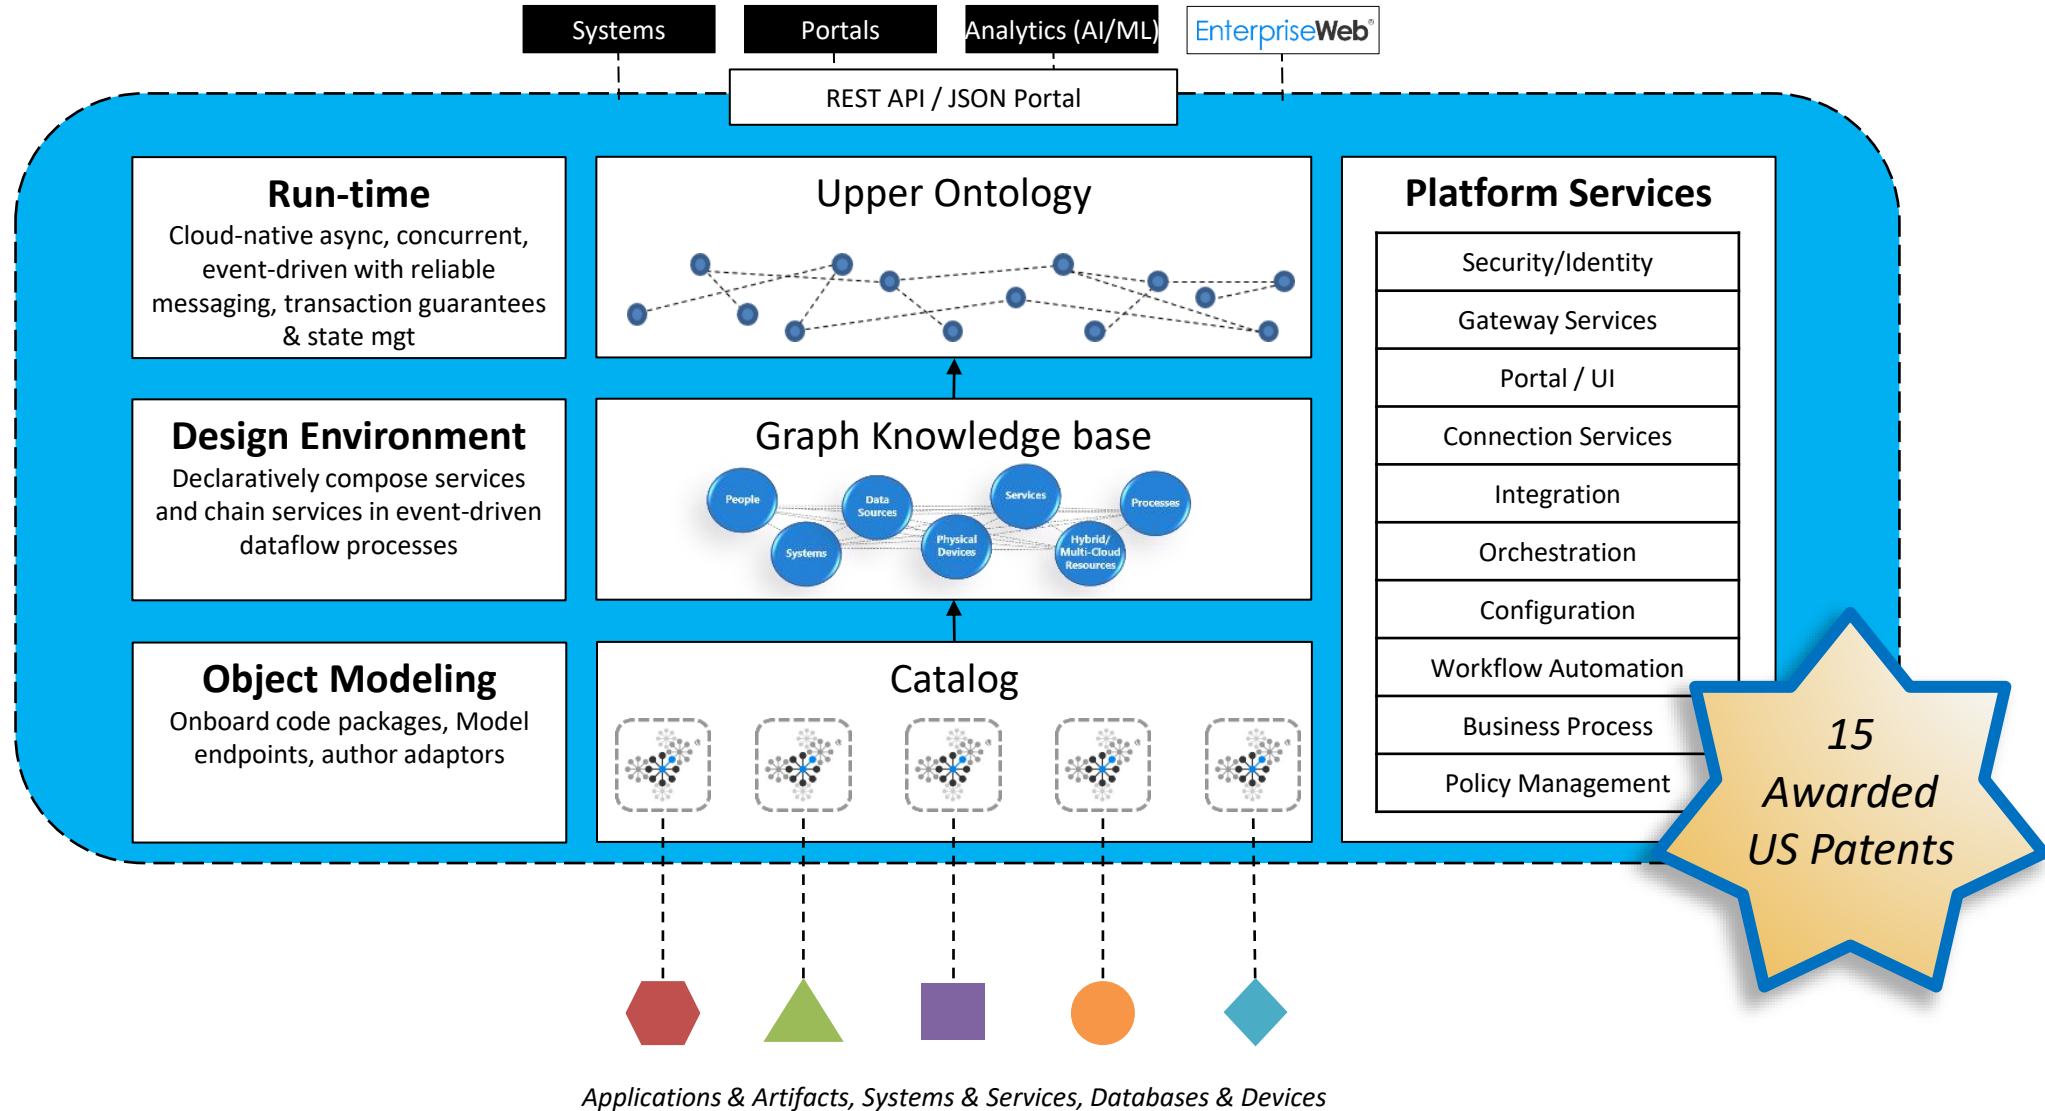 Systems
Portals
Analytics (AI/ML)
EnterpriseWeb®
REST API / JSON Portal
Run-time
Cloud-native async, concurrent,
event-driven with reliable
messaging, transaction guarantees
& state mgt
Upper Ontology
Platform Services
Security/Identity
Gateway Services
Portal / UI
Connection Services
Integration
Orchestration
Configuration
Workflow Automation
Business Process
Policy Management
Design Environment
Declaratively compose services
and chain services in event-driven
dataflow processes
Graph Knowledge base
People
Data
Sources
Services
Processes
Systems
Physical
Devices
Hybrid/
Multi-Cloud
Resources
Object Modeling
Onboard code packages, Model
endpoints, author adaptors
Catalog
®
®
®
®
®
15
Awarded
US Patents
Applications & Artifacts, Systems & Services, Databases & Devices